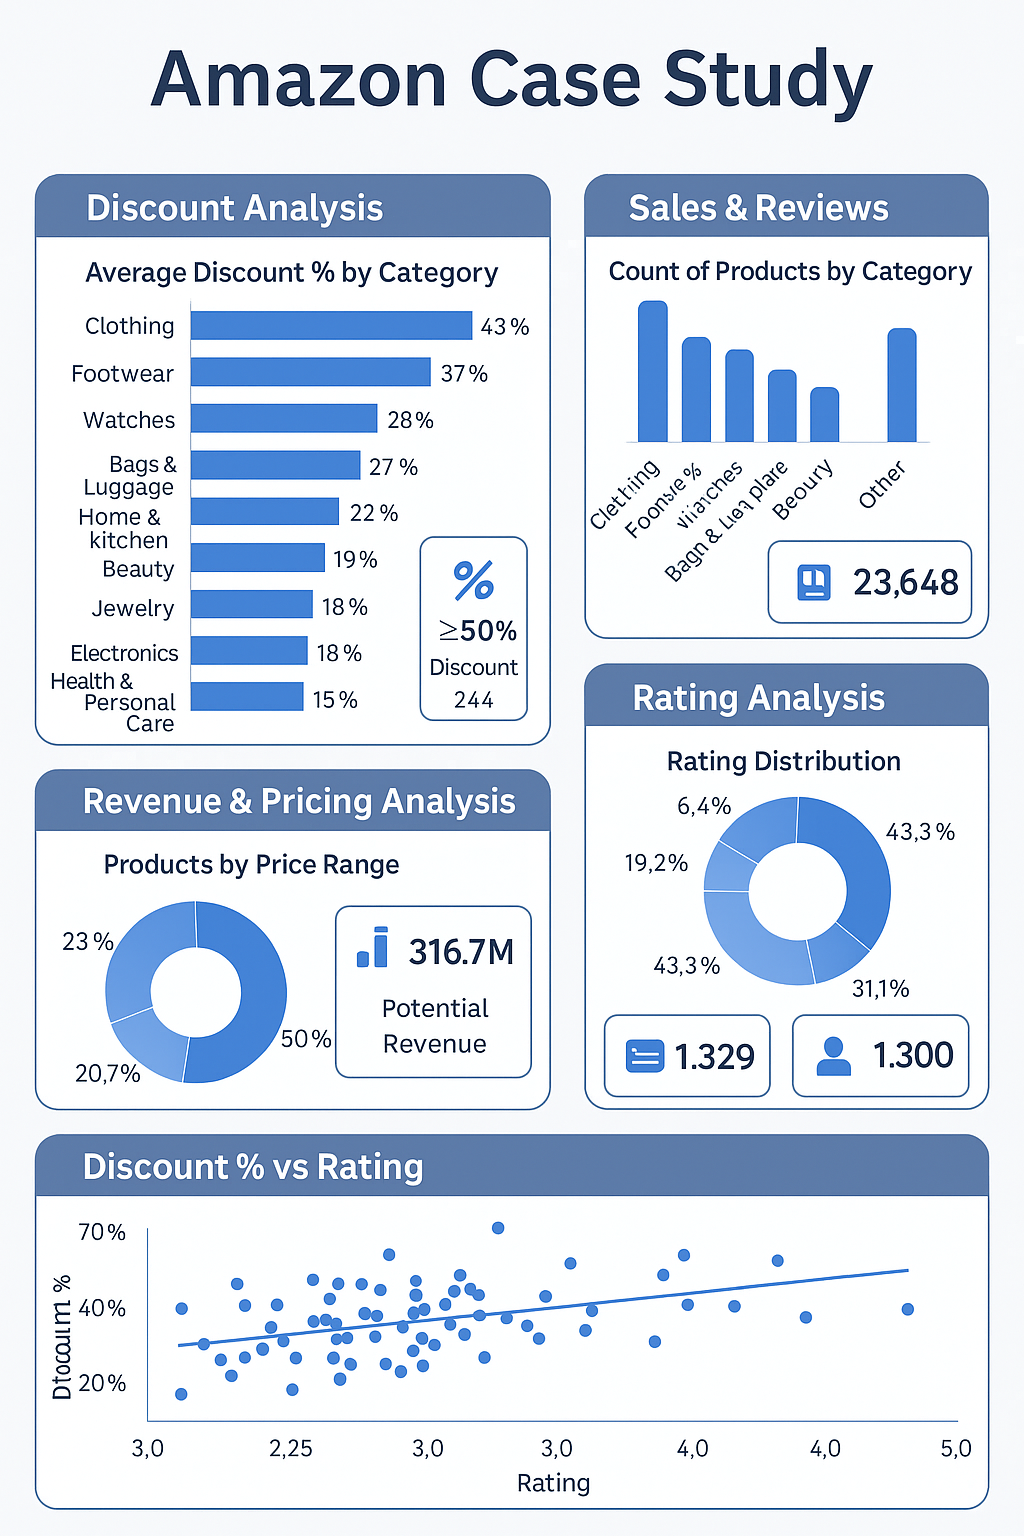 Amazon Case Study
Discount Analysis
Average Discount % by Category
Clothing
43 %
Footwear
37 %
Watches
28 %
Bags &
Luggage
27 %
Home &
kitchen
22 %
Beauty
19 %
Jewelry
18 %
Electronics
18 %
Health &
Personal
Care
15 %
%
≥50%
Discount
244
Sales & Reviews
Count of Products by Category
Clethiing
%
Bagn &
plare
Beoury
Other
23,648
Revenue & Pricing Analysis
Products by Price Range
23 %
50%
20,7%
316.7M
Potential
Revenue
Rating Analysis
Rating Distribution
6,4%
43,3 %
19,2%
43,3%
31,1%
1.329
1.300
Discount % vs Rating
70%
40%
20%
%
3,0
2,25
3,0
3,0
4,0
4,0
5,0
Rating